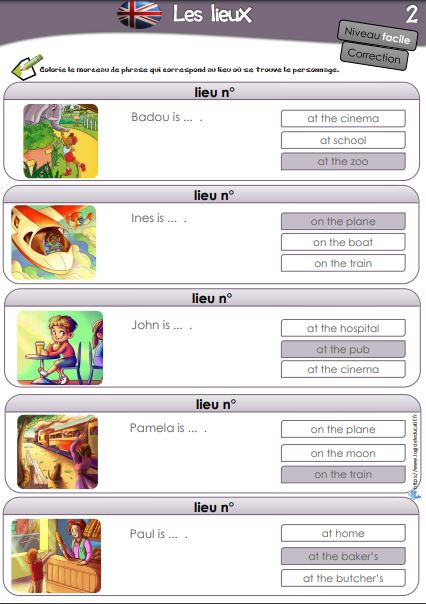 Les lieux
2
Niveau facile
Correction
Colorie le morceau de phrase qui correspond au lieu où se trouve le personnage.
lieu n°
Badou is ... .
at the cinema
at school
at the zoo
lieu n°
Ines is ... .
on the plane
on the boat
on the train
lieu n°
John is ... .
at the hospital
at the pub
at the cinema
lieu n°
Pamela is ... .
on the plane
on the moon
on the train
lieu n°
Paul is ... .
at home
at the baker's
at the butcher's